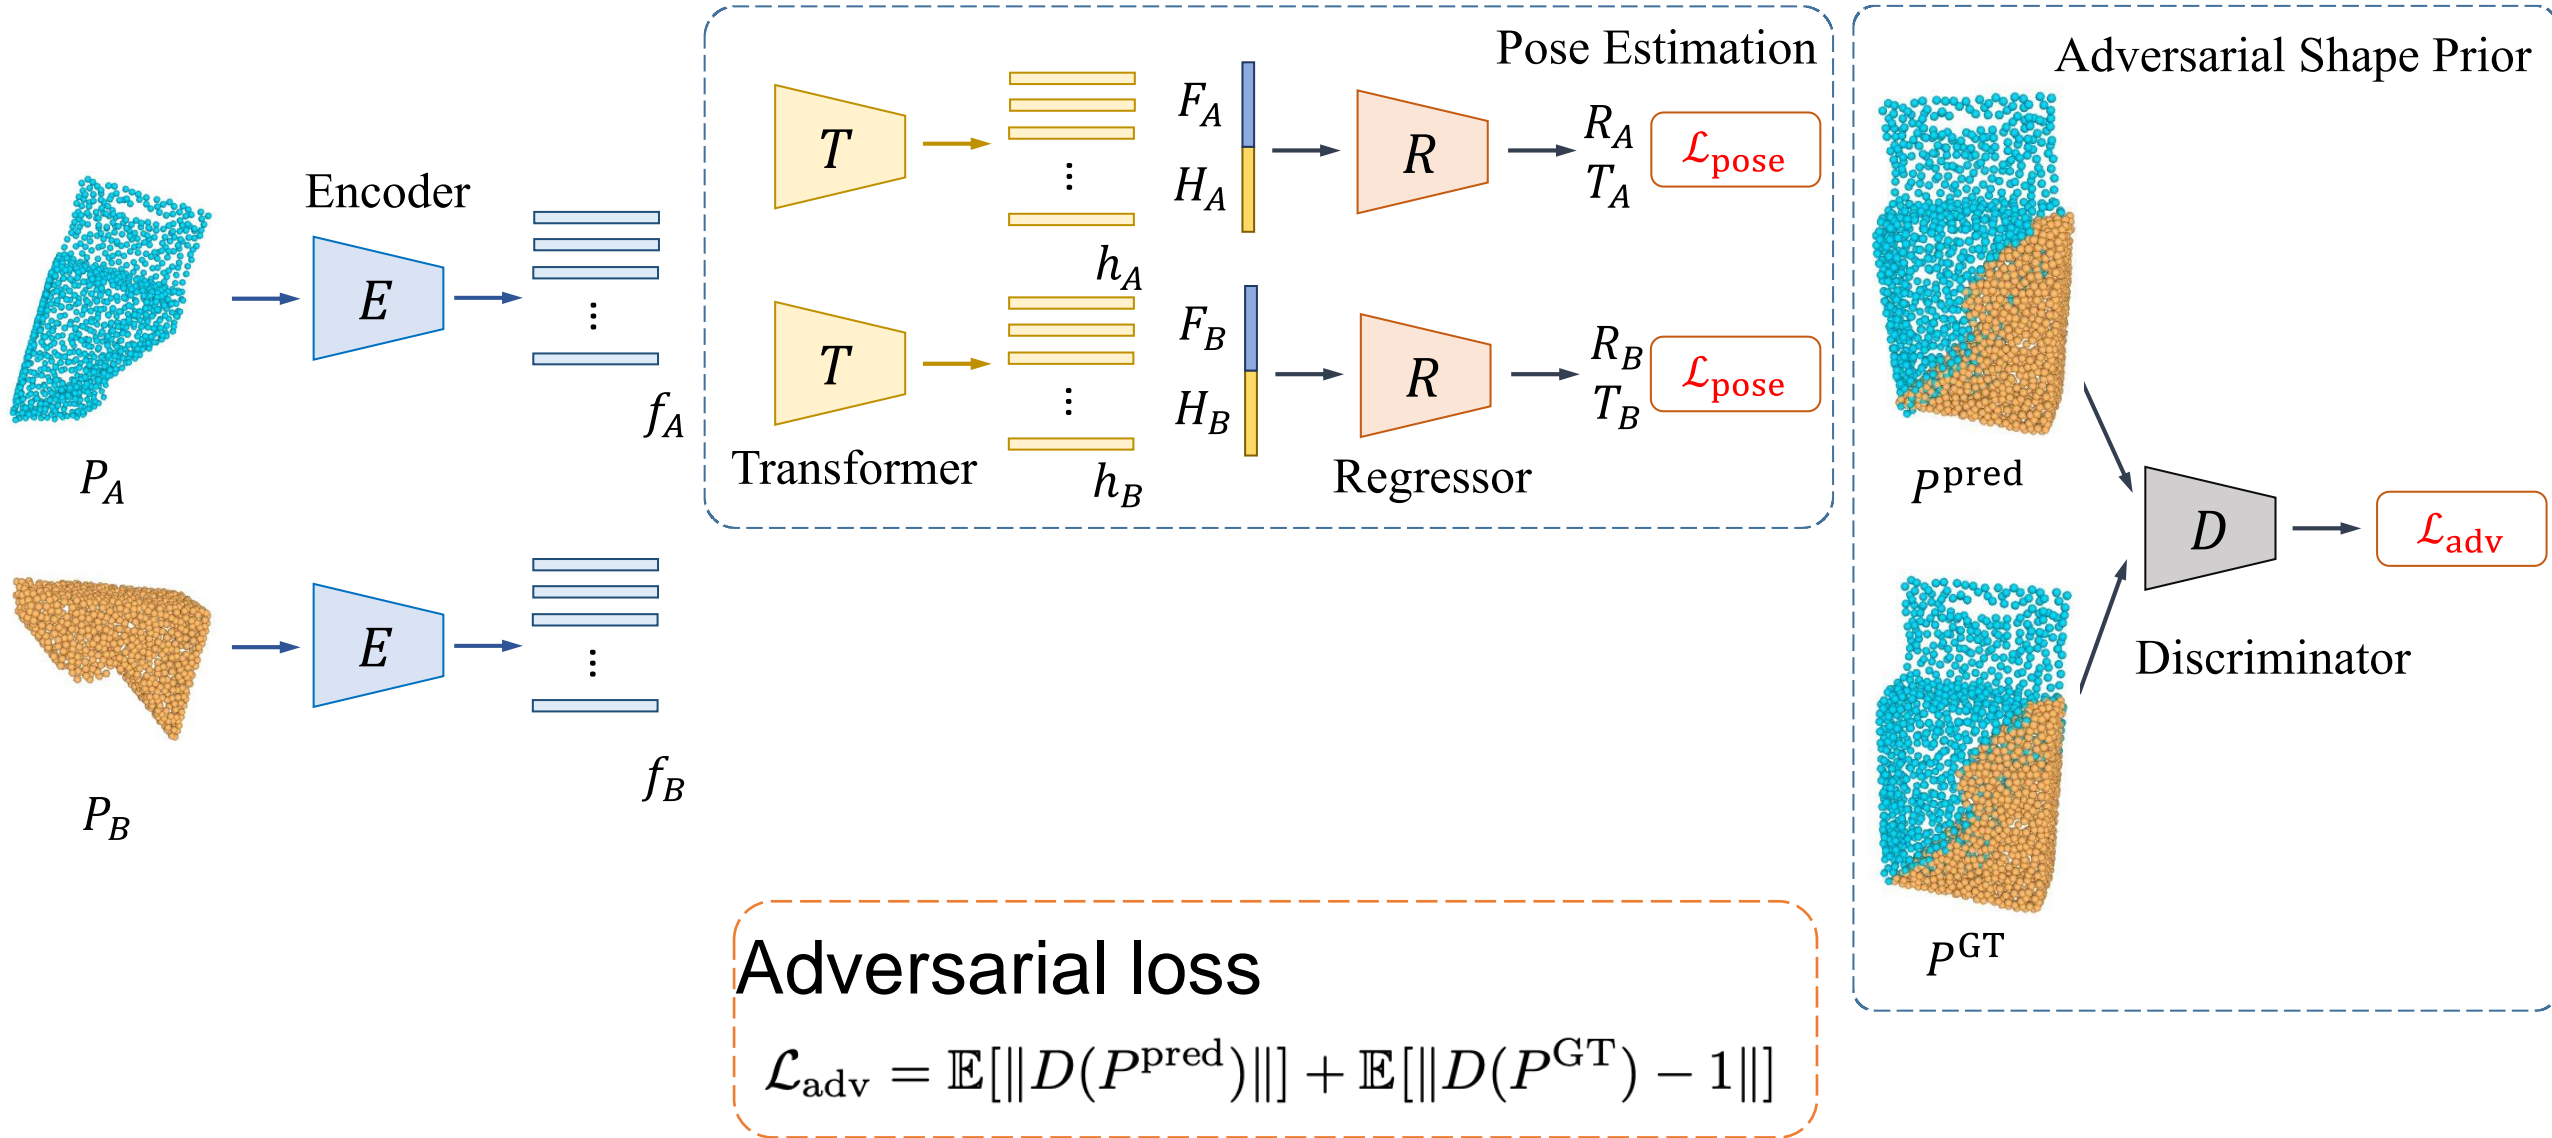 Encoder
E
P_A
f_A
E
P_B
f_B
Pose Estimation
T
h_A
F_A
H_A
R
R_A
T_A
ℒ_pose
T
Transformer
h_B
F_B
H_B
R
Regressor
R_B
T_B
ℒ_pose
Adversarial Shape Prior
P^pred
D
ℒ_adv
Discriminator
P^GT
Adversarial loss
ℒ_adv = 𝔼[‖D(P^pred)‖] + 𝔼[‖D(P^GT) − 1‖]